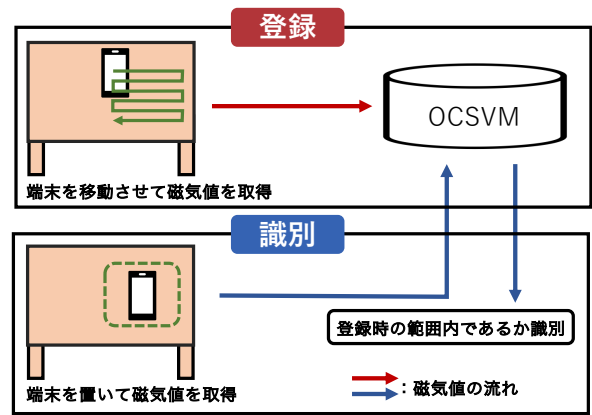 登録
OCSVM
端末を移動させて磁気値を取得
識別
登録時の範囲内であるか識別
端末を置いて磁気値を取得
：磁気値の流れ